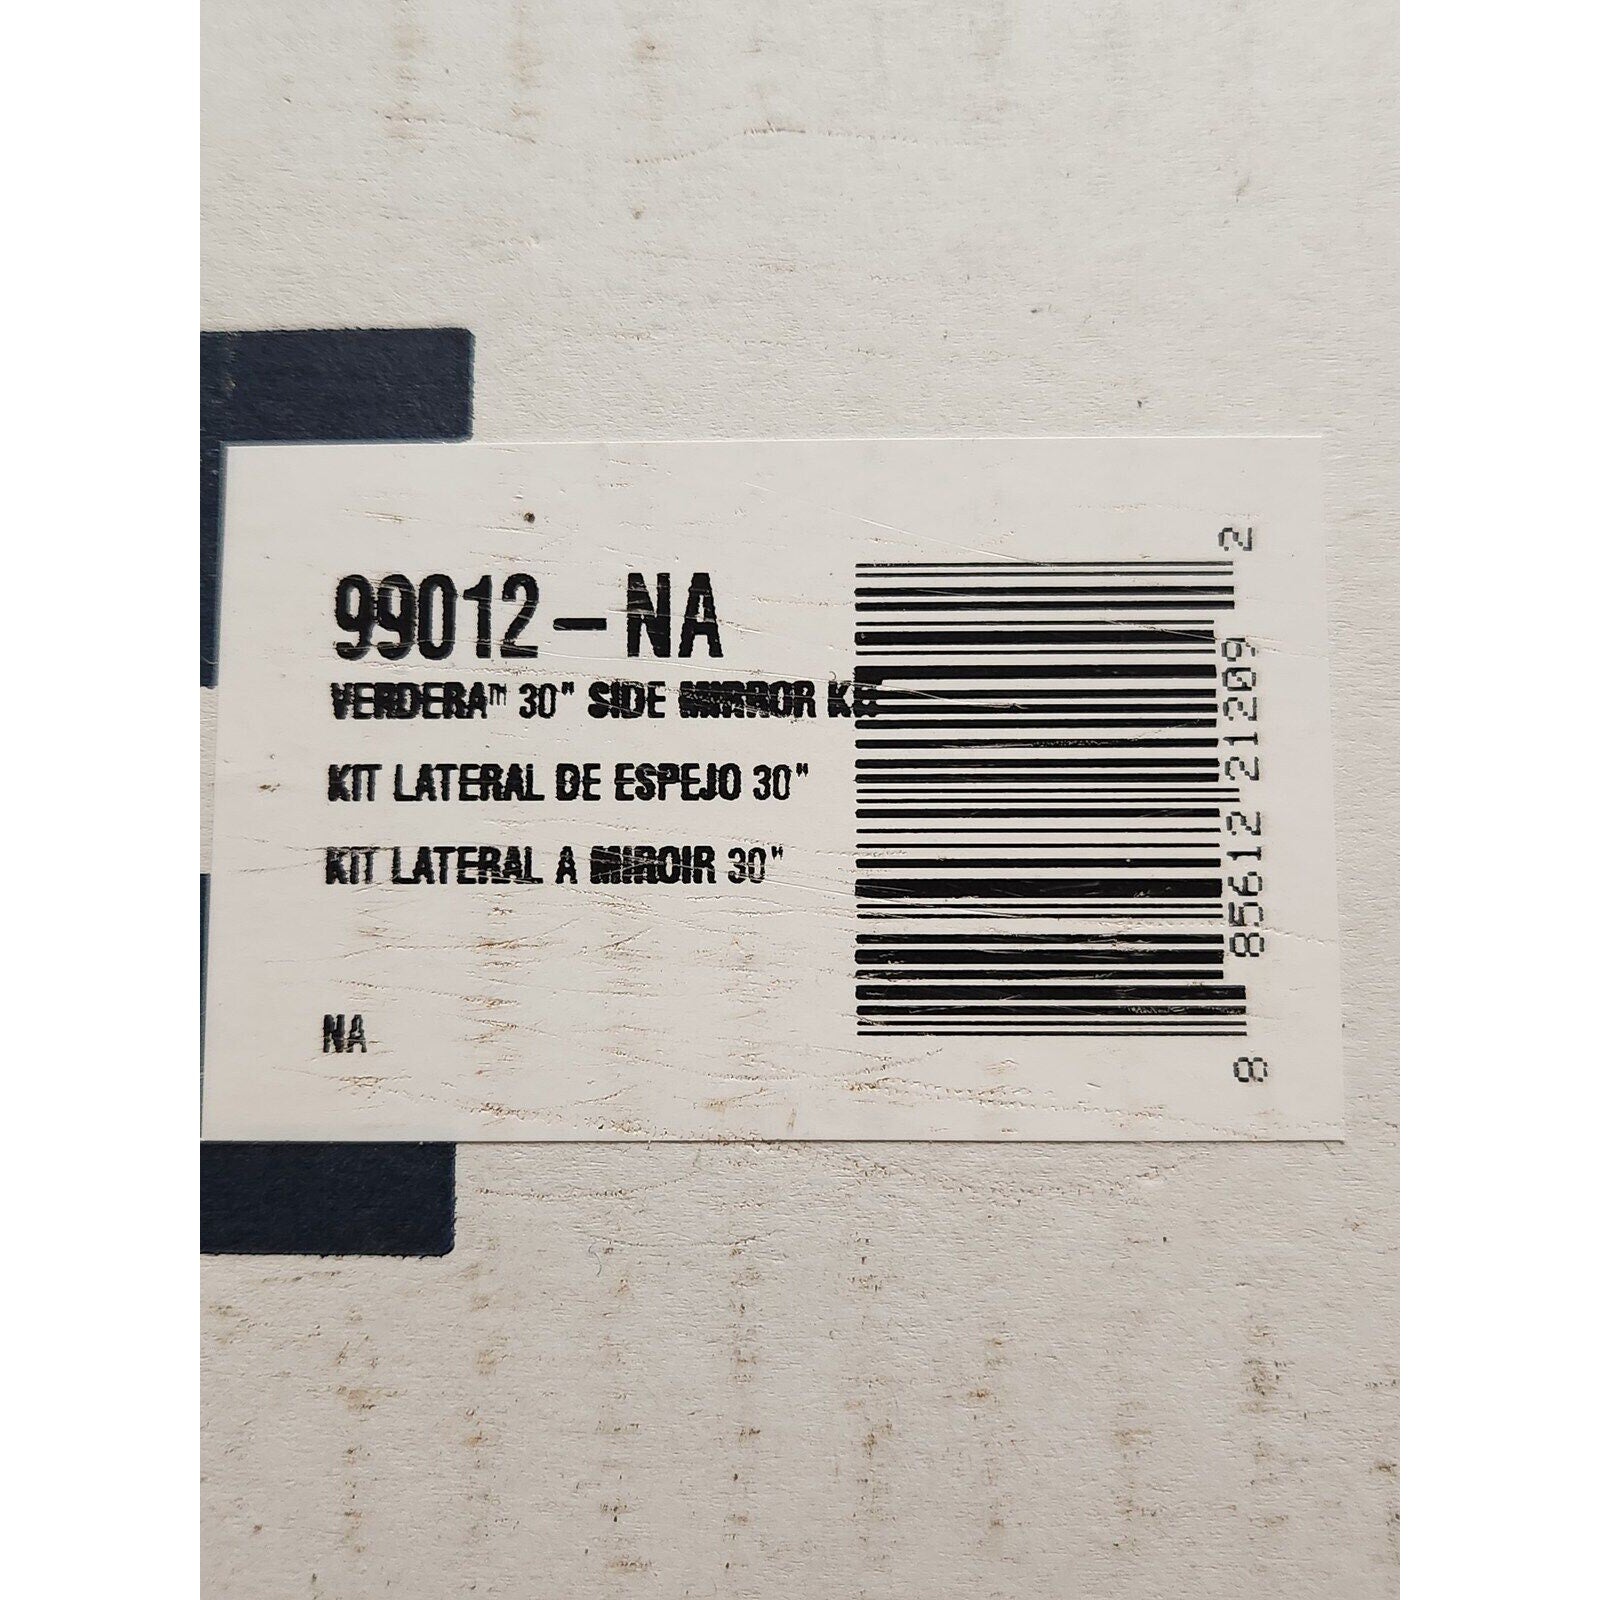 99012-NA
VERDERA™ 30" SIDE MIRROR KIT
KIT LATERAL DE ESPEJO 30"
KIT LATERAL A MIROIR 30"
NA
8 85612 21209 2